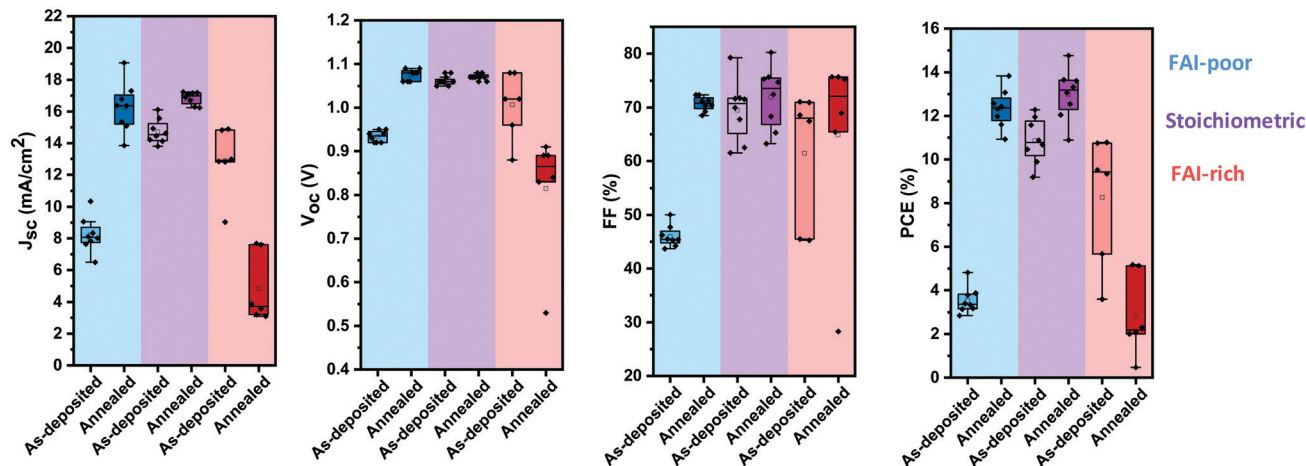 J_SC (mA/cm²)
20
18
16
14
12
10
8
6
4
2
0
As-deposited
Annealed
As-deposited
Annealed
As-deposited
Annealed
V_OC (V)
1.2
1.1
1.0
0.9
0.8
0.7
0.6
0.5
0.4
As-deposited
Annealed
As-deposited
Annealed
As-deposited
Annealed
FF (%)
80
70
60
50
40
30
20
As-deposited
Annealed
As-deposited
Annealed
As-deposited
Annealed
PCE (%)
16
14
12
10
8
6
4
2
0
As-deposited
Annealed
As-deposited
Annealed
As-deposited
Annealed
FAI-poor
Stoichiometric
FAI-rich